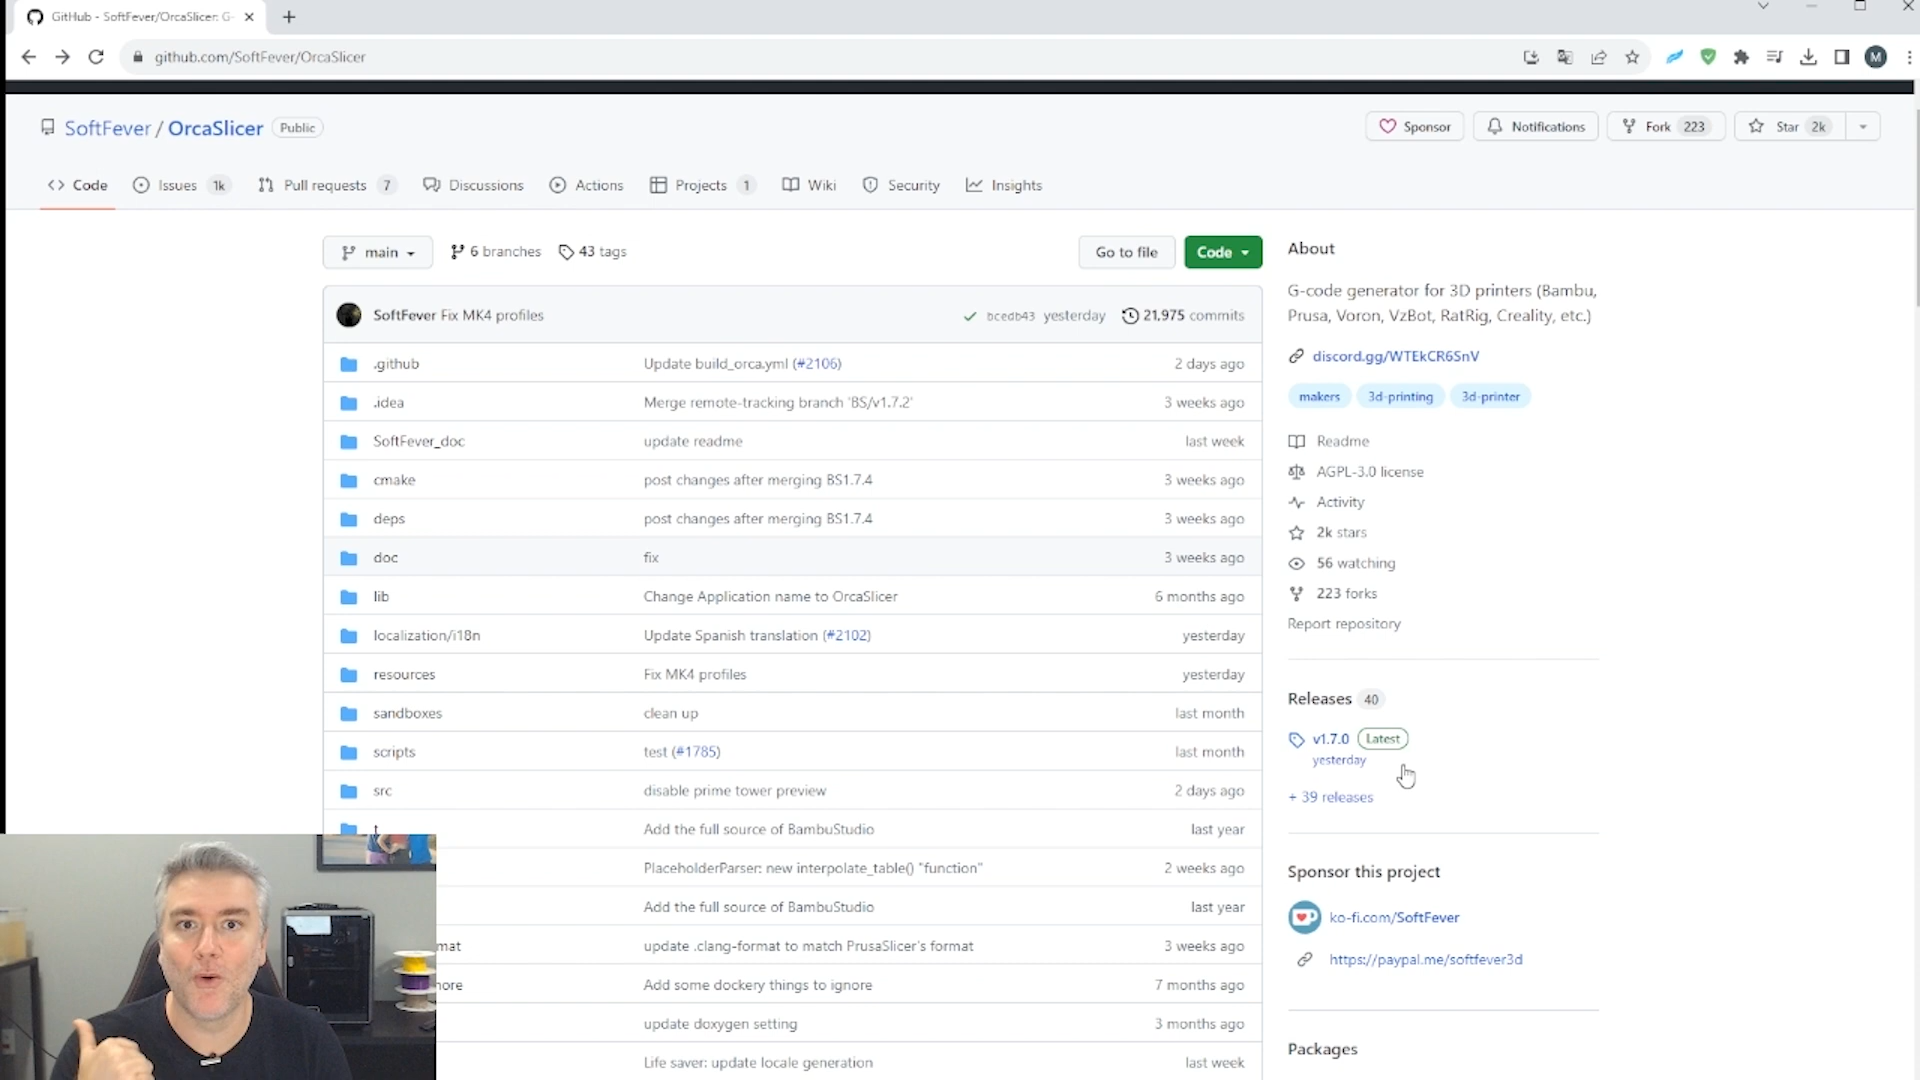 GitHub - SoftFever/OrcaSlicer: G-
github.com/SoftFever/OrcaSlicer
M
SoftFever / OrcaSlicer Public
Sponsor Notifications Fork 223 Star 2k
Code Issues 1k Pull requests 7 Discussions Actions Projects 1 Wiki Security Insights
main 6 branches 43 tags Go to file Code
SoftFever Fix MK4 profiles bcedb43 yesterday 21,975 commits
.github Update build_orca.yml (#2106) 2 days ago
.idea Merge remote-tracking branch 'BS/v1.7.2' 3 weeks ago
SoftFever_doc update readme last week
cmake post changes after merging BS1.7.4 3 weeks ago
deps post changes after merging BS1.7.4 3 weeks ago
doc fix 3 weeks ago
lib Change Application name to OrcaSlicer 6 months ago
localization/i18n Update Spanish translation (#2102) yesterday
resources Fix MK4 profiles yesterday
sandboxes clean up last month
scripts test (#1785) last month
src disable prime tower preview 2 days ago
t Add the full source of BambuStudio last year
PlaceholderParser: new interpolate_table() "function" 2 weeks ago
Add the full source of BambuStudio last year
mat update .clang-format to match PrusaSlicer's format 3 weeks ago
nore Add some dockery things to ignore 7 months ago
update doxygen setting 3 months ago
Life saver: update locale generation last week
About
G-code generator for 3D printers (Bambu,
Prusa, Voron, VzBot, RatRig, Creality, etc.)
discord.gg/WTEkCR6SnV
makers 3d-printing 3d-printer
Readme
AGPL-3.0 license
Activity
2k stars
56 watching
223 forks
Report repository
Releases 40
v1.7.0 Latest
yesterday
+ 39 releases
Sponsor this project
ko-fi.com/SoftFever
https://paypal.me/softfever3d
Packages